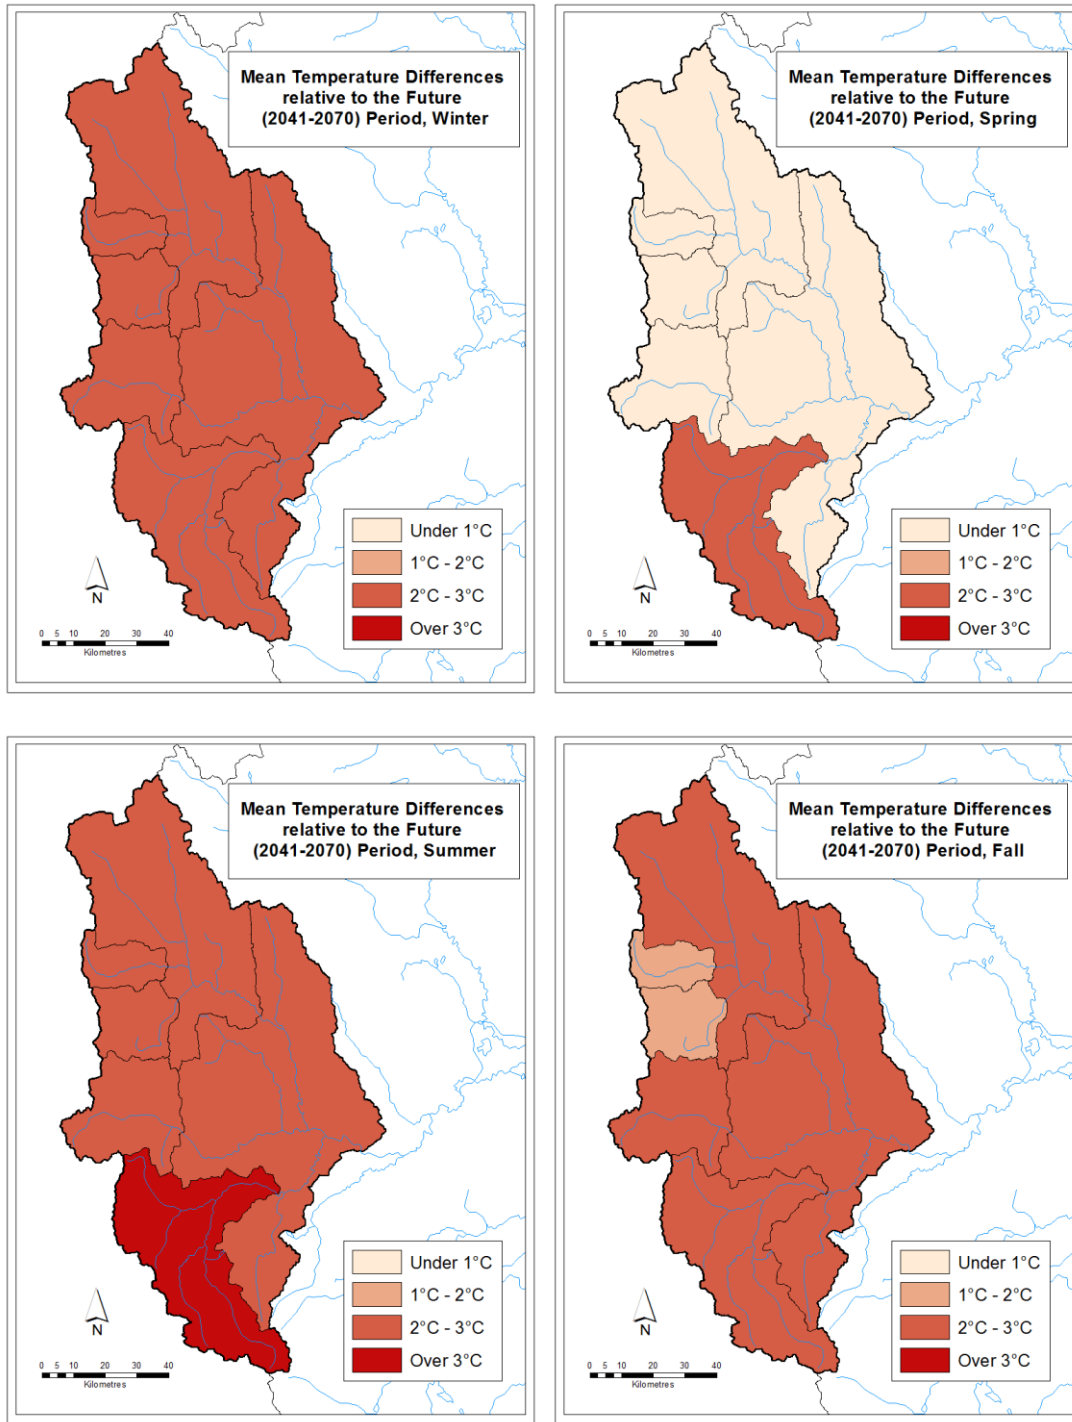 Mean Temperature Differences
relative to the Future
(2041-2070) Period, Winter
Under 1°C
1°C - 2°C
2°C - 3°C
Over 3°C
N
0 5 10 20 30 40
Kilometres
Mean Temperature Differences
relative to the Future
(2041-2070) Period, Spring
Under 1°C
1°C - 2°C
2°C - 3°C
Over 3°C
N
0 5 10 20 30 40
Kilometres
Mean Temperature Differences
relative to the Future
(2041-2070) Period, Summer
Under 1°C
1°C - 2°C
2°C - 3°C
Over 3°C
N
0 5 10 20 30 40
Kilometres
Mean Temperature Differences
relative to the Future
(2041-2070) Period, Fall
Under 1°C
1°C - 2°C
2°C - 3°C
Over 3°C
N
0 5 10 20 30 40
Kilometres